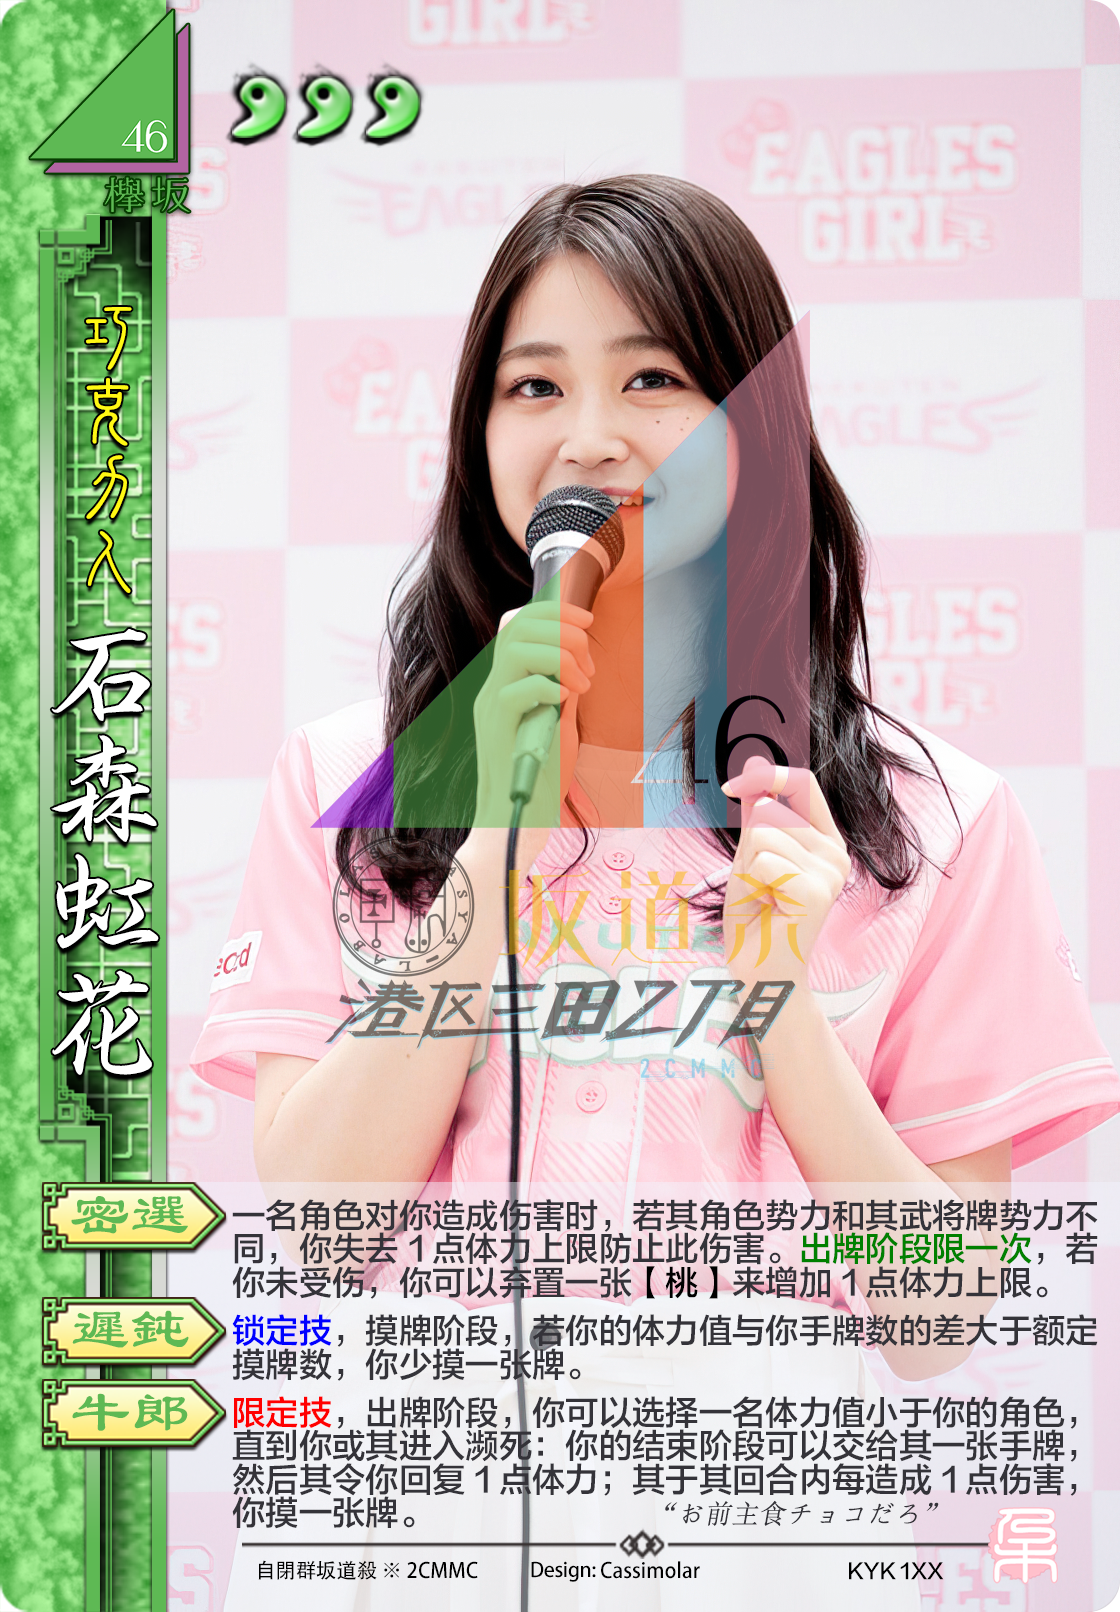 46
欅坂
巧克力人
石森虹花
EAGLES
GIRL
46
坂道杀
港区三田2丁目
2CMMC
密選
一名角色对你造成伤害时，若其角色势力和其武将牌势力不
同，你失去1点体力上限防止此伤害。出牌阶段限一次，若
你未受伤，你可以弃置一张【桃】来增加1点体力上限。
遲鈍
锁定技，摸牌阶段，若你的体力值与你手牌数的差大于额定
摸牌数，你少摸一张牌。
牛郎
限定技，出牌阶段，你可以选择一名体力值小于你的角色，
直到你或其进入濒死：你的结束阶段可以交给其一张手牌，
然后其令你回复1点体力；其于其回合内每造成1点伤害，
你摸一张牌。
“お前主食チョコだろ”
自閉群坂道殺 ※ 2CMMC
Design: Cassimolar
KYK 1XX